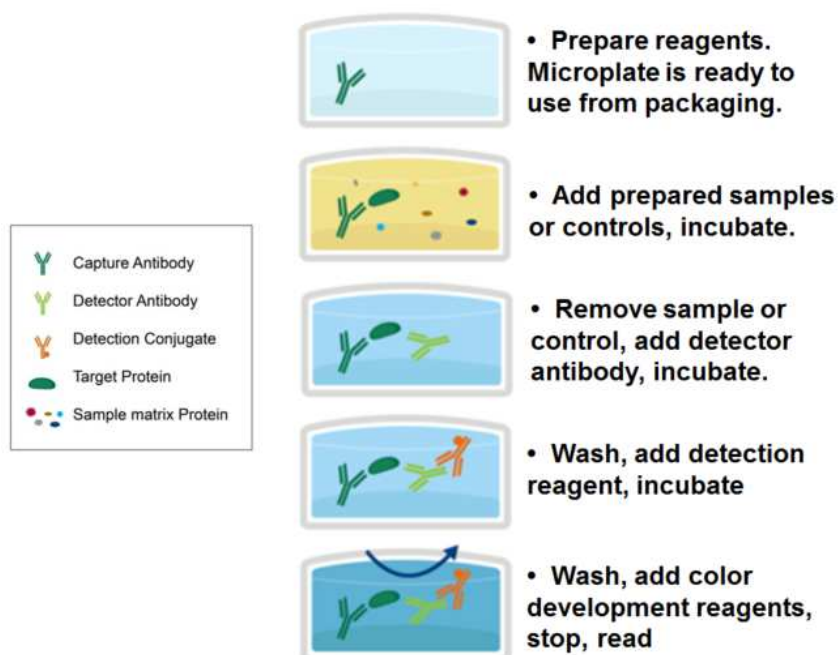 • Prepare reagents.
Microplate is ready to
use from packaging.
• Add prepared samples
or controls, incubate.
Capture Antibody
Detector Antibody
Detection Conjugate
Target Protein
Sample matrix Protein
• Remove sample or
control, add detector
antibody, incubate.
• Wash, add detection
reagent, incubate
• Wash, add color
development reagents,
stop, read